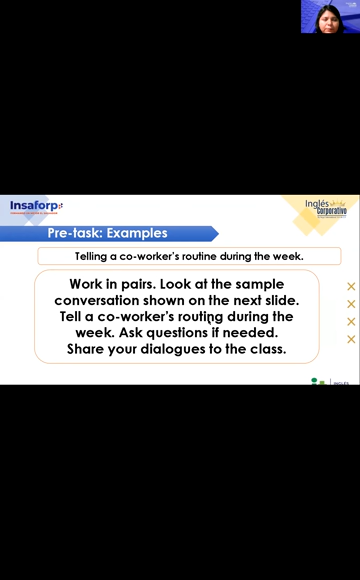 Insaforp
Inglés
Corporativo
Pre-task: Examples
Telling a co-worker's routine during the week.
Work in pairs. Look at the sample
conversation shown on the next slide.
Tell a co-worker's routing during the
week. Ask questions if needed.
Share your dialogues to the class.
INGLÉS